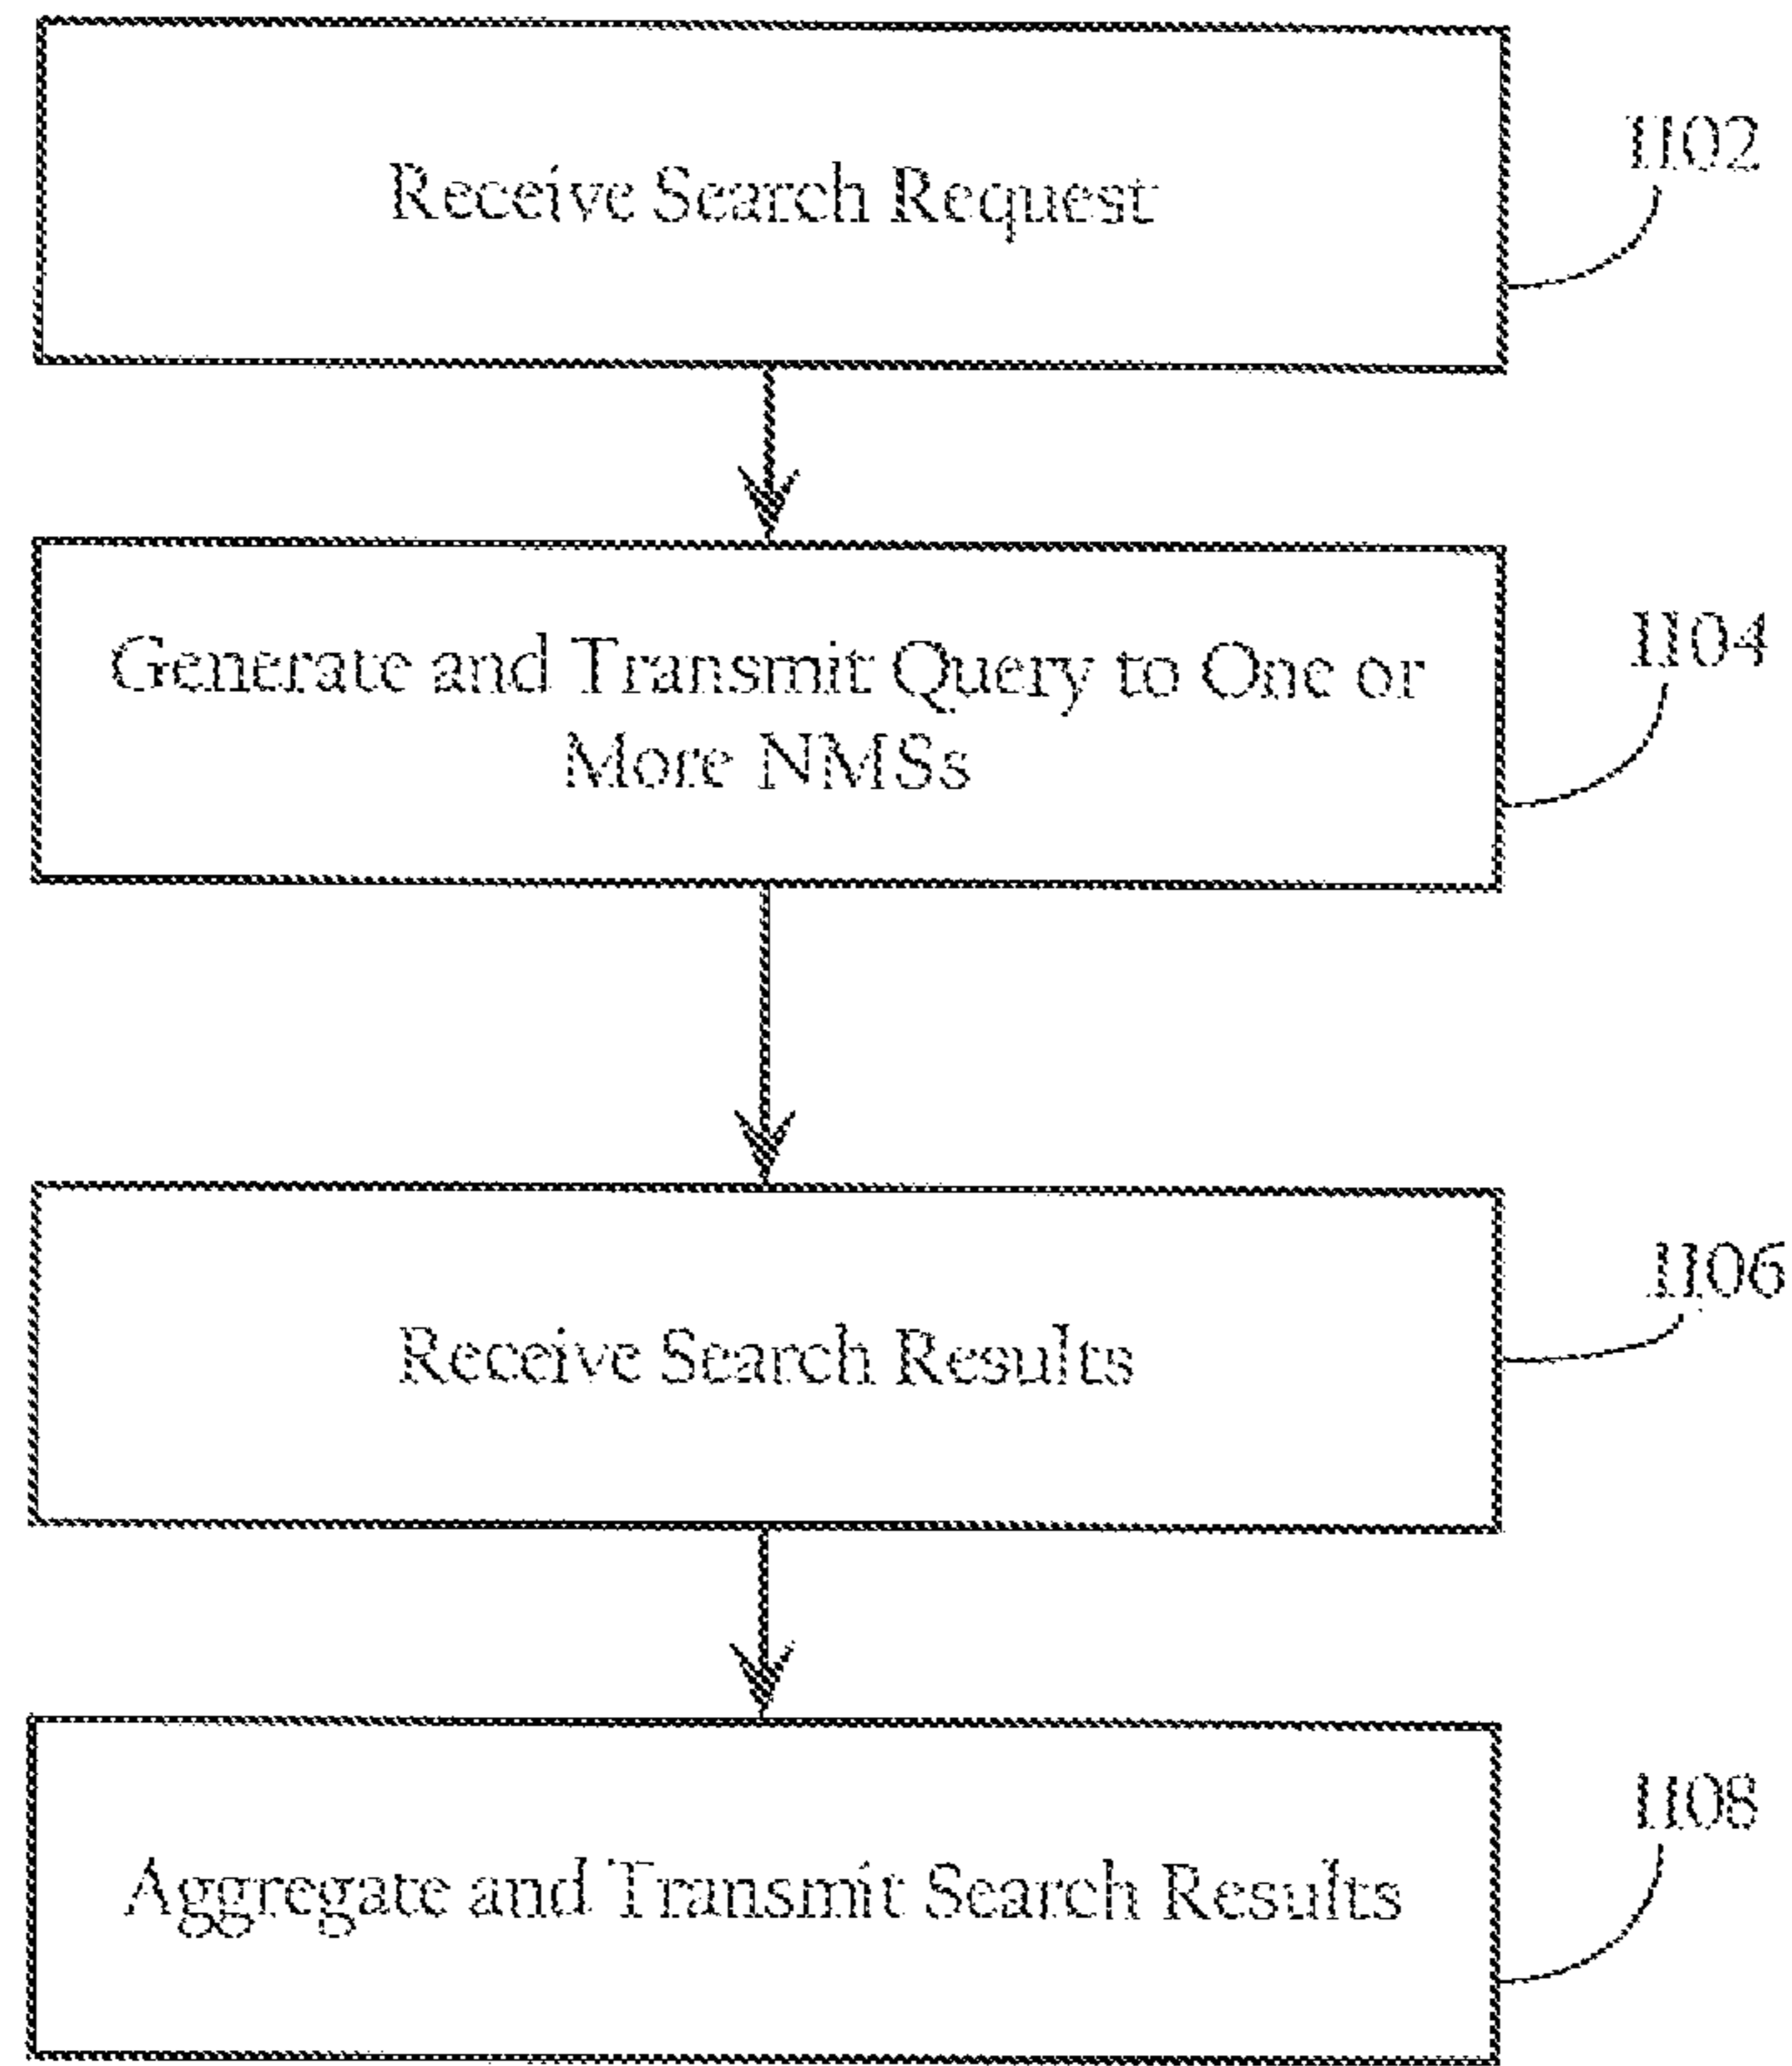 Receive Search Request
1102
Generate and Transmit Query to One or
More NMSs
1104
Receive Search Results
1106
Aggregate and Transmit Search Results
1108